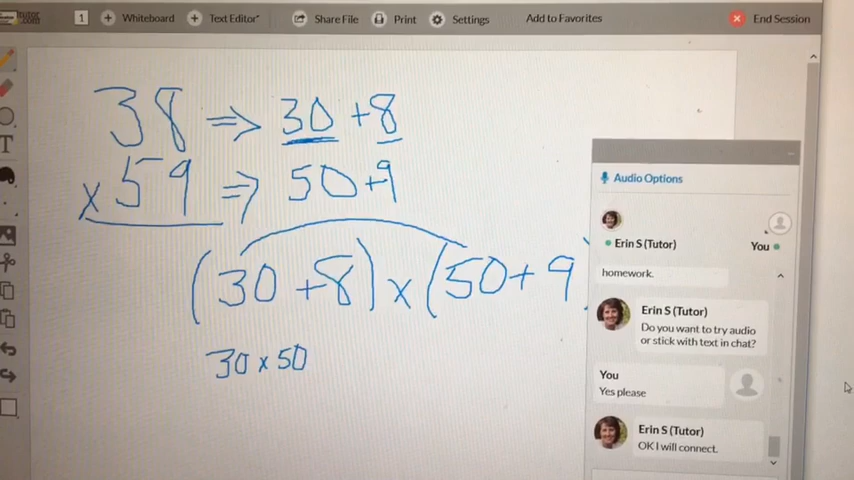 tutor
.com
1 Whiteboard Text Editor* Share File Print Settings Add to Favorites End Session
38 ⇒ 30 + 8
x 59 ⇒ 50+9
(30 + 8) x (50 + 9)
30 x 50
T
Audio Options
Erin S (Tutor) You
homework.
Erin S (Tutor)
Do you want to try audio
or stick with text in chat?
You
Yes please
Erin S (Tutor)
OK I will connect.